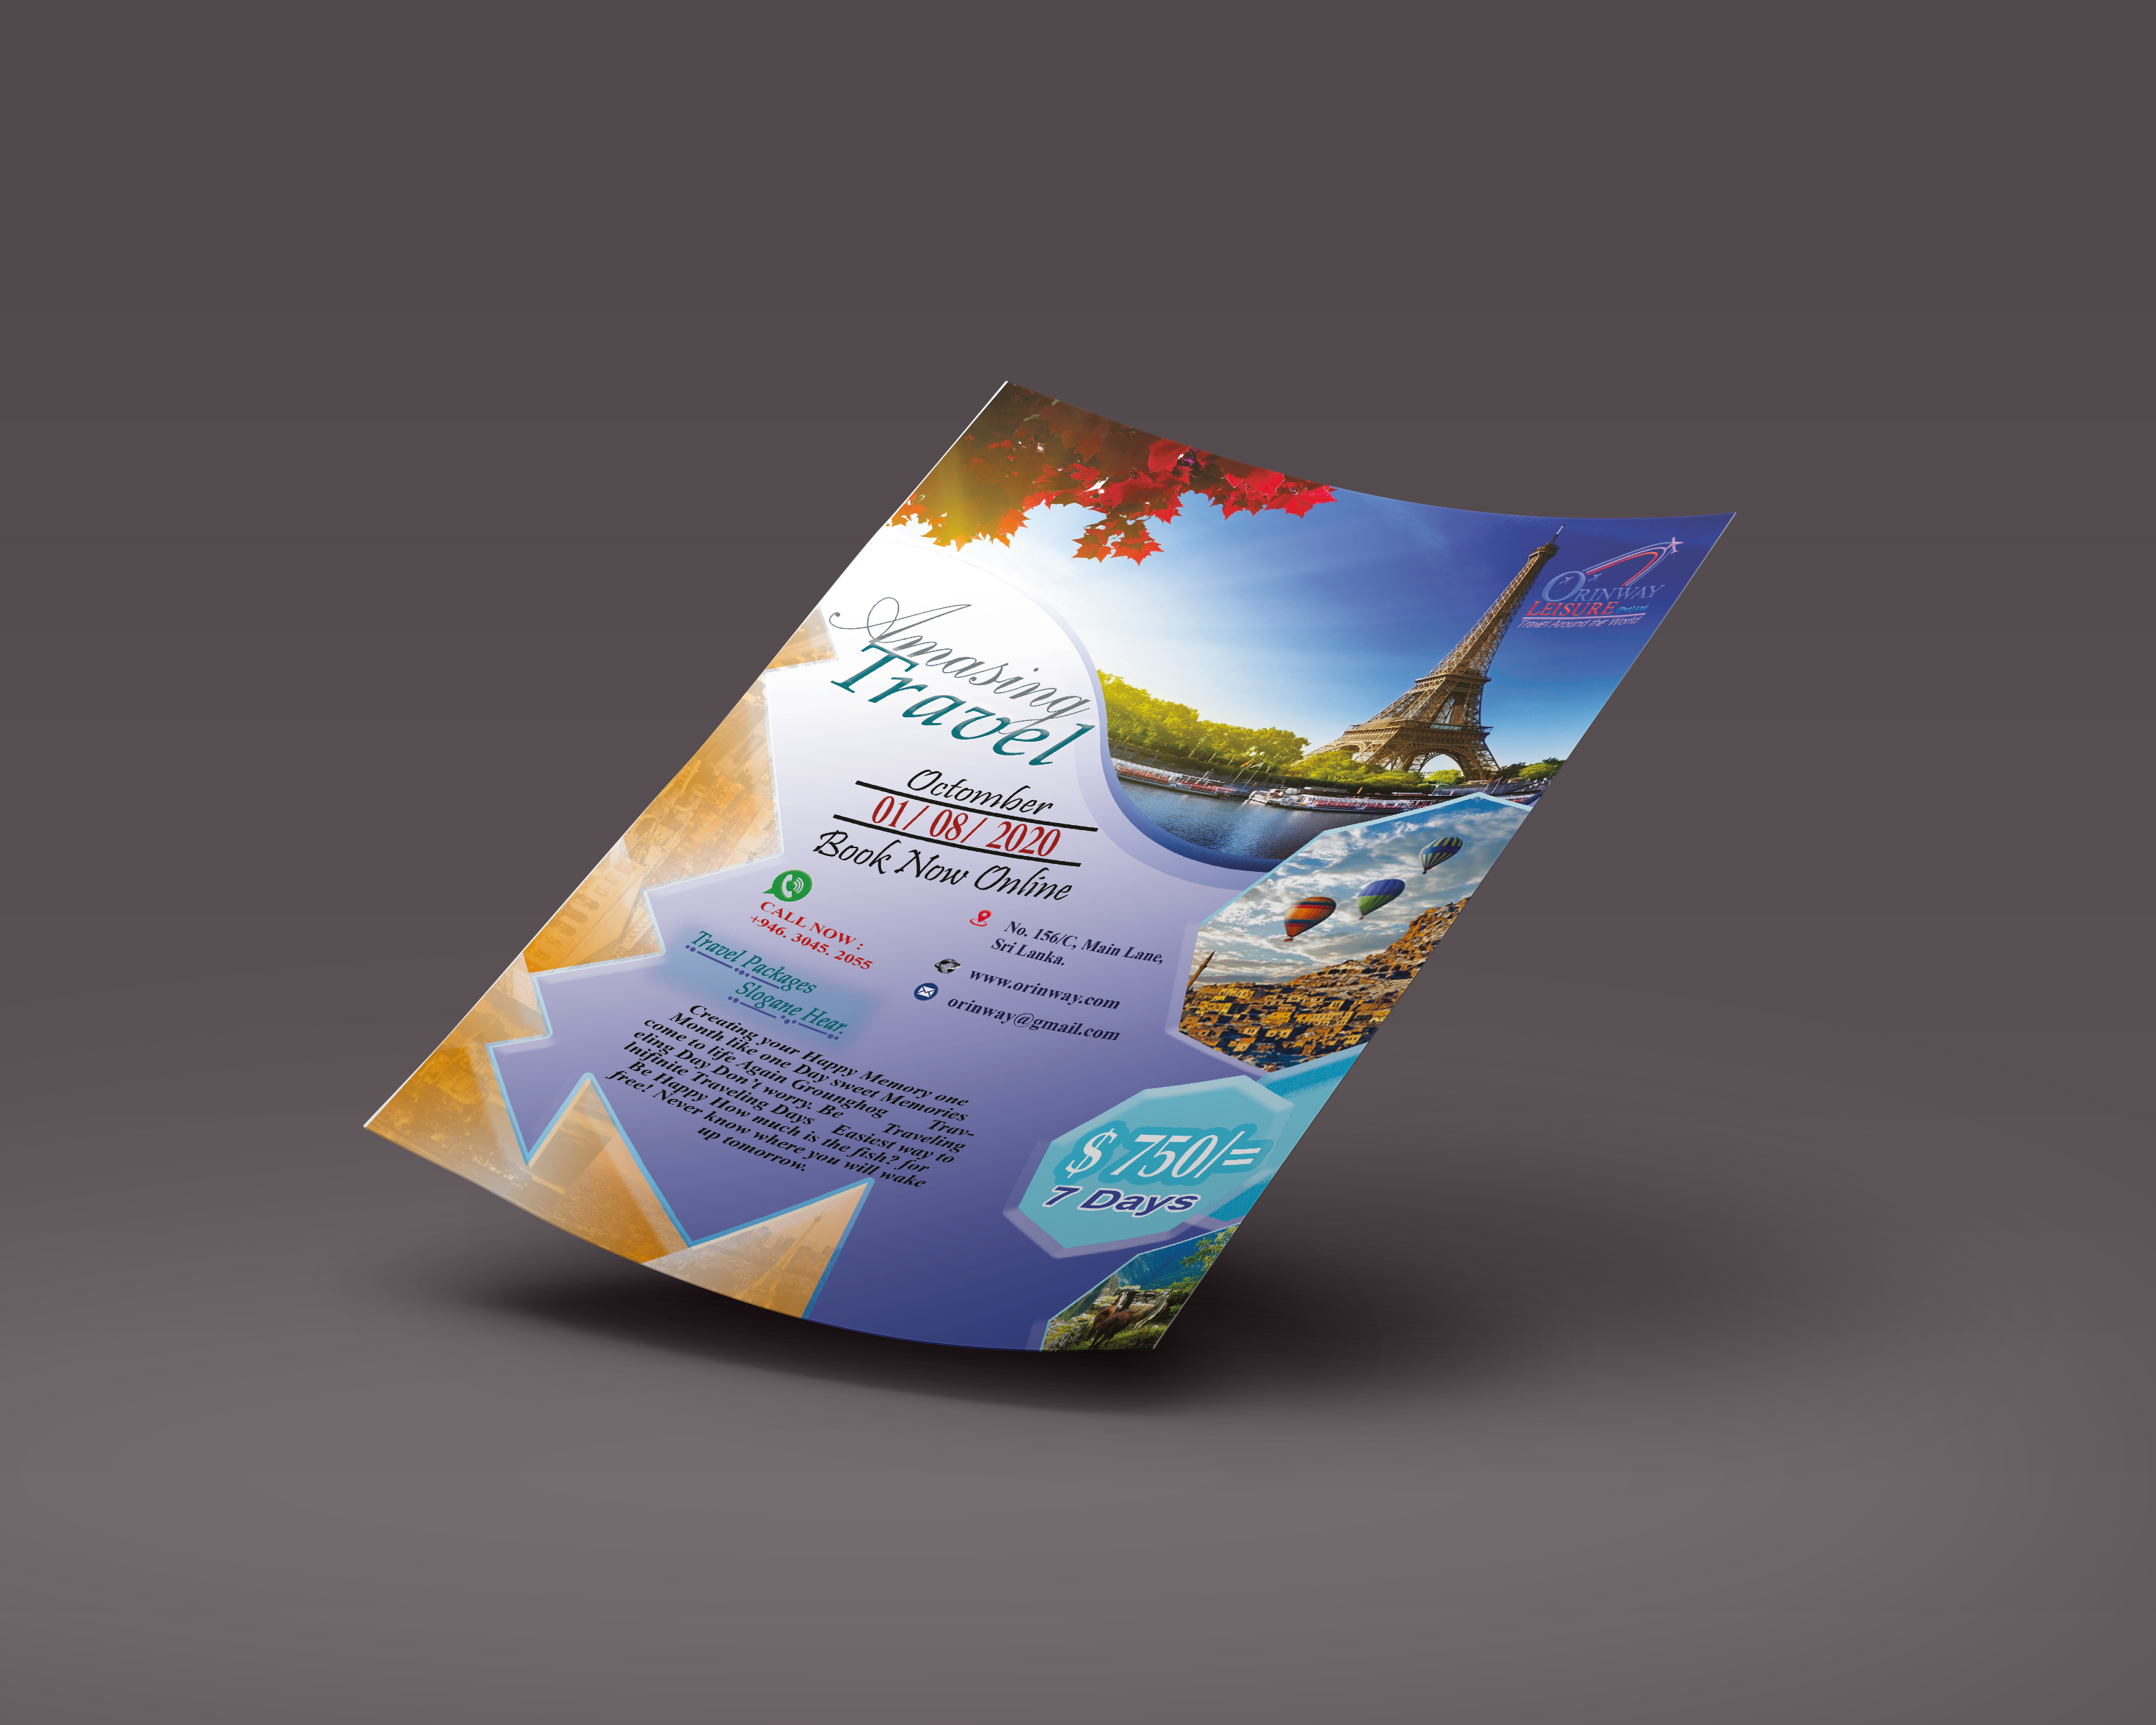 ORINWAY
LEISURE (Pvt) Ltd
Travel Around the World
Amasing
Travel
Octomber
01/ 08/ 2020
Book Now Online
CALL NOW :
+946. 3045. 2055
No. 156/C, Main Lane,
Sri Lanka.
www.orinway.com
orinway@gmail.com
Travel Packages
Slogane Hear.
Creating your Happy Memory one
Month like one Day sweet Memories
come to life Again Grounghog Trav-
eling Day Don't worry. Be Traveling
Inifinite Traveling Days Easiest way to
Be Happy How much is the fish? for
free! Never know where you will wake
up tomorrow.
$ 750/=
7 Days